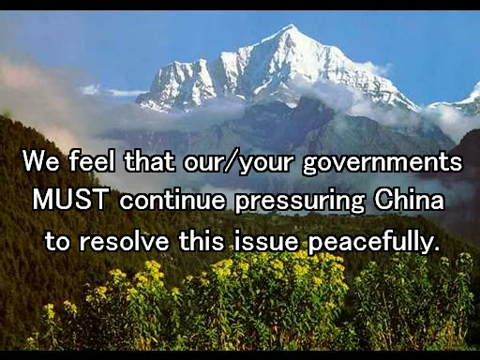 We feel that our/your governments
MUST continue pressuring China
to resolve this issue peacefully.